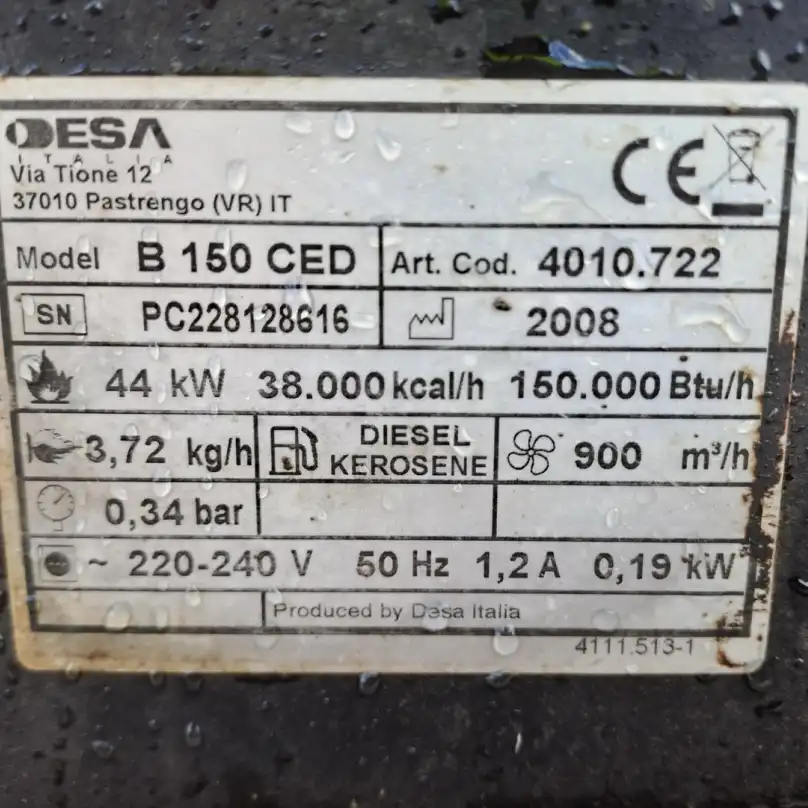 DESA
ITALIA
Via Tione 12
37010 Pastrengo (VR) IT
CE
Model B 150 CED Art. Cod. 4010.722
SN PC228128616 2008
44 kW 38.000 kcal/h 150.000 Btu/h
3,72 kg/h DIESEL KEROSENE 900 m³/h
0,34 bar
~ 220-240 V 50 Hz 1,2 A 0,19 kW
Produced by Desa Italia
4111.513-1